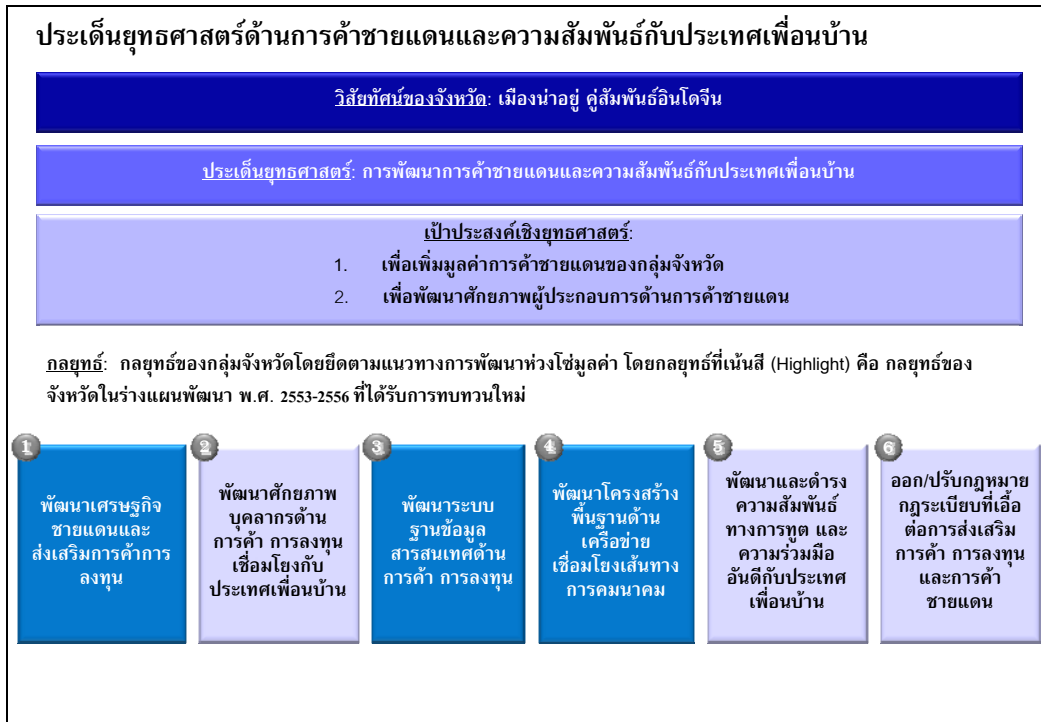 ประเด็นยุทธศาสตร์ด้านการค้าชายแดนและความสัมพันธ์กับประเทศเพื่อนบ้าน
วิสัยทัศน์ของจังหวัด: เมืองน่าอยู่ คู่สัมพันธ์อินโดจีน
ประเด็นยุทธศาสตร์: การพัฒนาการค้าชายแดนและความสัมพันธ์กับประเทศเพื่อนบ้าน
เป้าประสงค์เชิงยุทธศาสตร์:
1. เพื่อเพิ่มมูลค่าการค้าชายแดนของกลุ่มจังหวัด
2. เพื่อพัฒนาศักยภาพผู้ประกอบการด้านการค้าชายแดน
กลยุทธ์: กลยุทธ์ของกลุ่มจังหวัดโดยยึดตามแนวทางการพัฒนาห่วงโซ่มูลค่า โดยกลยุทธ์ที่เน้นสี (Highlight) คือ กลยุทธ์ของ
จังหวัดในร่างแผนพัฒนา พ.ศ. 2553-2556 ที่ได้รับการทบทวนใหม่
1
พัฒนาเศรษฐกิจ
ชายแดนและ
ส่งเสริมการค้าการ
ลงทุน
2
พัฒนาศักยภาพ
บุคลากรด้าน
การค้า การลงทุน
เชื่อมโยงกับ
ประเทศเพื่อนบ้าน
3
พัฒนาระบบ
ฐานข้อมูล
สารสนเทศด้าน
การค้า การลงทุน
4
พัฒนาโครงสร้าง
พื้นฐานด้าน
เครือข่าย
เชื่อมโยงเส้นทาง
การคมนาคม
5
พัฒนาและดำรง
ความสัมพันธ์
ทางการทูต และ
ความร่วมมือ
อันดีกับประเทศ
เพื่อนบ้าน
6
ออก/ปรับกฎหมาย
กฎระเบียบที่เอื้อ
ต่อการส่งเสริม
การค้า การลงทุน
และการค้า
ชายแดน